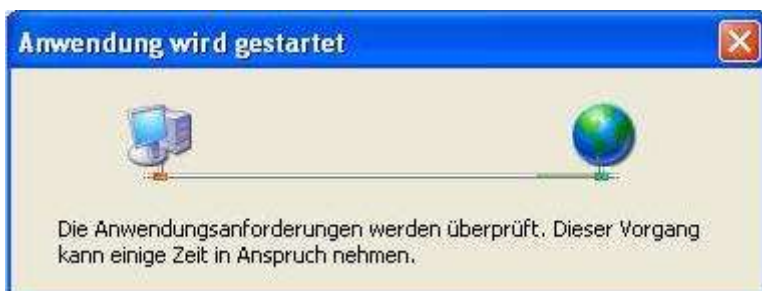 Anwendung wird gestartet
Die Anwendungsanforderungen werden überprüft. Dieser Vorgang
kann einige Zeit in Anspruch nehmen.